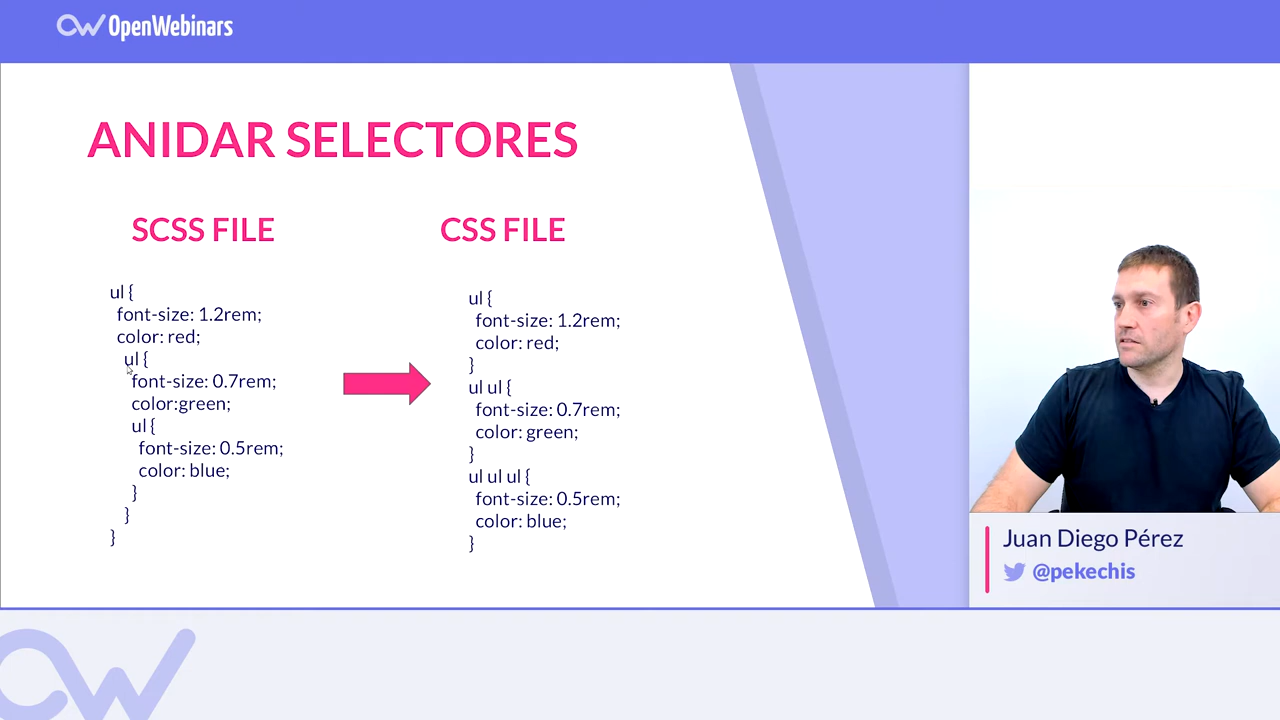 OpenWebinars
ANIDAR SELECTORES
SCSS FILE
ul {
font-size: 1.2rem;
color: red;
ul {
font-size: 0.7rem;
color:green;
ul {
font-size: 0.5rem;
color: blue;
}
}
}
CSS FILE
ul {
font-size: 1.2rem;
color: red;
}
ul ul {
font-size: 0.7rem;
color: green;
}
ul ul ul {
font-size: 0.5rem;
color: blue;
}
Juan Diego Pérez
@pekechis